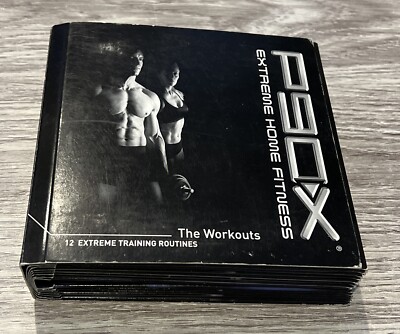 P90X®
EXTREME HOME FITNESS
The Workouts
12 EXTREME TRAINING ROUTINES